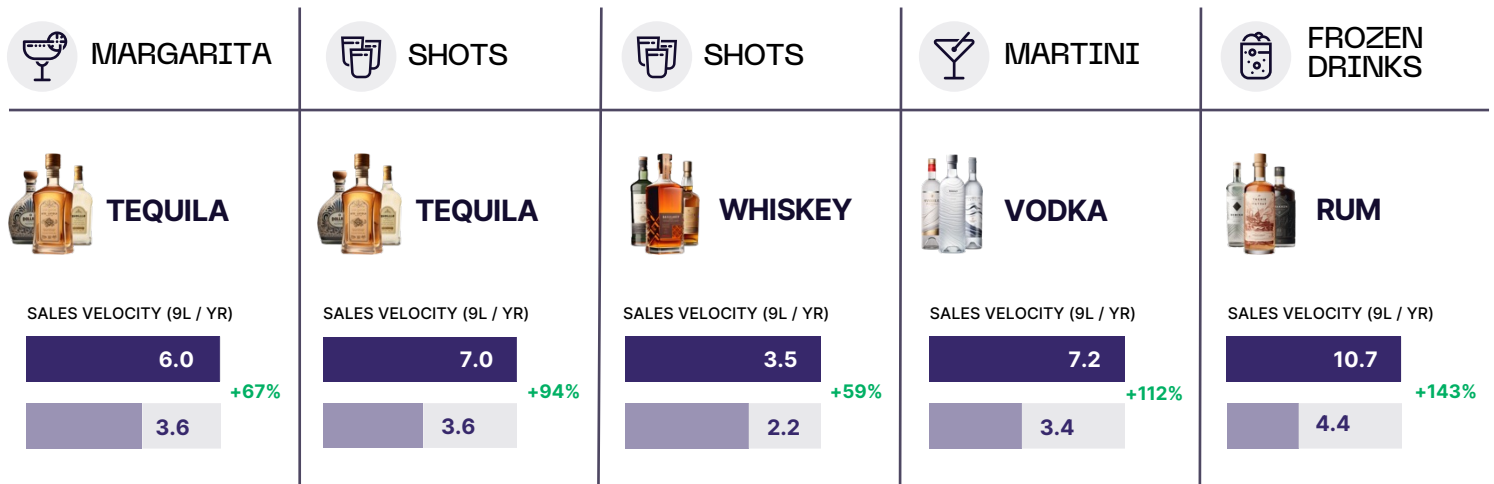 MARGARITA
SHOTS
SHOTS
MARTINI
FROZEN
DRINKS
TEQUILA
TEQUILA
WHISKEY
VODKA
RUM
SALES VELOCITY (9L / YR)
SALES VELOCITY (9L / YR)
SALES VELOCITY (9L / YR)
SALES VELOCITY (9L / YR)
SALES VELOCITY (9L / YR)
6.0
7.0
3.5
7.2
10.7
+67%
+94%
+59%
+112%
+143%
3.6
3.6
2.2
3.4
4.4